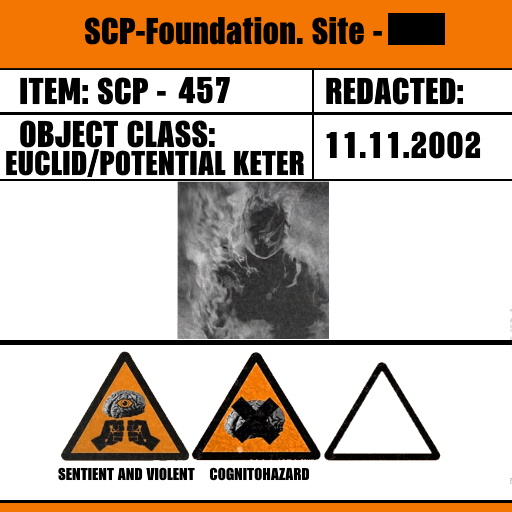 SCP-Foundation. Site -
ITEM: SCP - 457
REDACTED:
OBJECT CLASS:
EUCLID/POTENTIAL KETER
11.11.2002
SENTIENT AND VIOLENT
COGNITOHAZARD